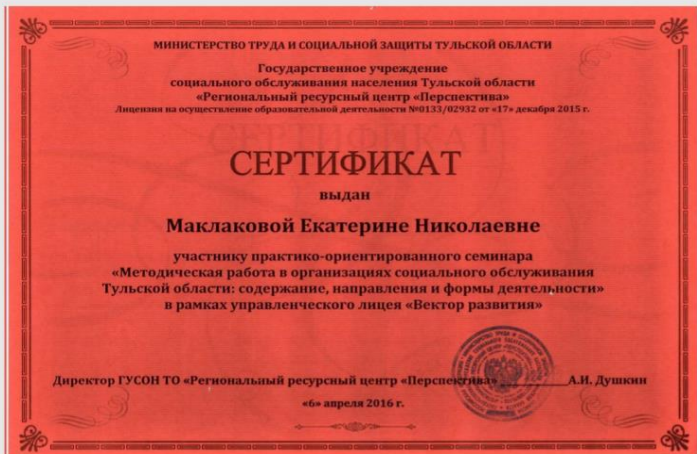 МИНИСТЕРСТВО ТРУДА И СОЦИАЛЬНОЙ ЗАЩИТЫ ТУЛЬСКОЙ ОБЛАСТИ
Государственное учреждение
социального обслуживания населения Тульской области
«Региональный ресурсный центр «Перспектива»
Лицензия на осуществление образовательной деятельности №0133/02932 от «17» декабря 2015 г.
СЕРТИФИКАТ
выдан
Маклаковой Екатерине Николаевне
участнику практико-ориентированного семинара
«Методическая работа в организациях социального обслуживания
Тульской области: содержание, направления и формы деятельности»
в рамках управленческого лицея «Вектор развития»
Директор ГУСОН ТО «Региональный ресурсный центр «Перспектива» А.И. Душкин
«6» апреля 2016 г.